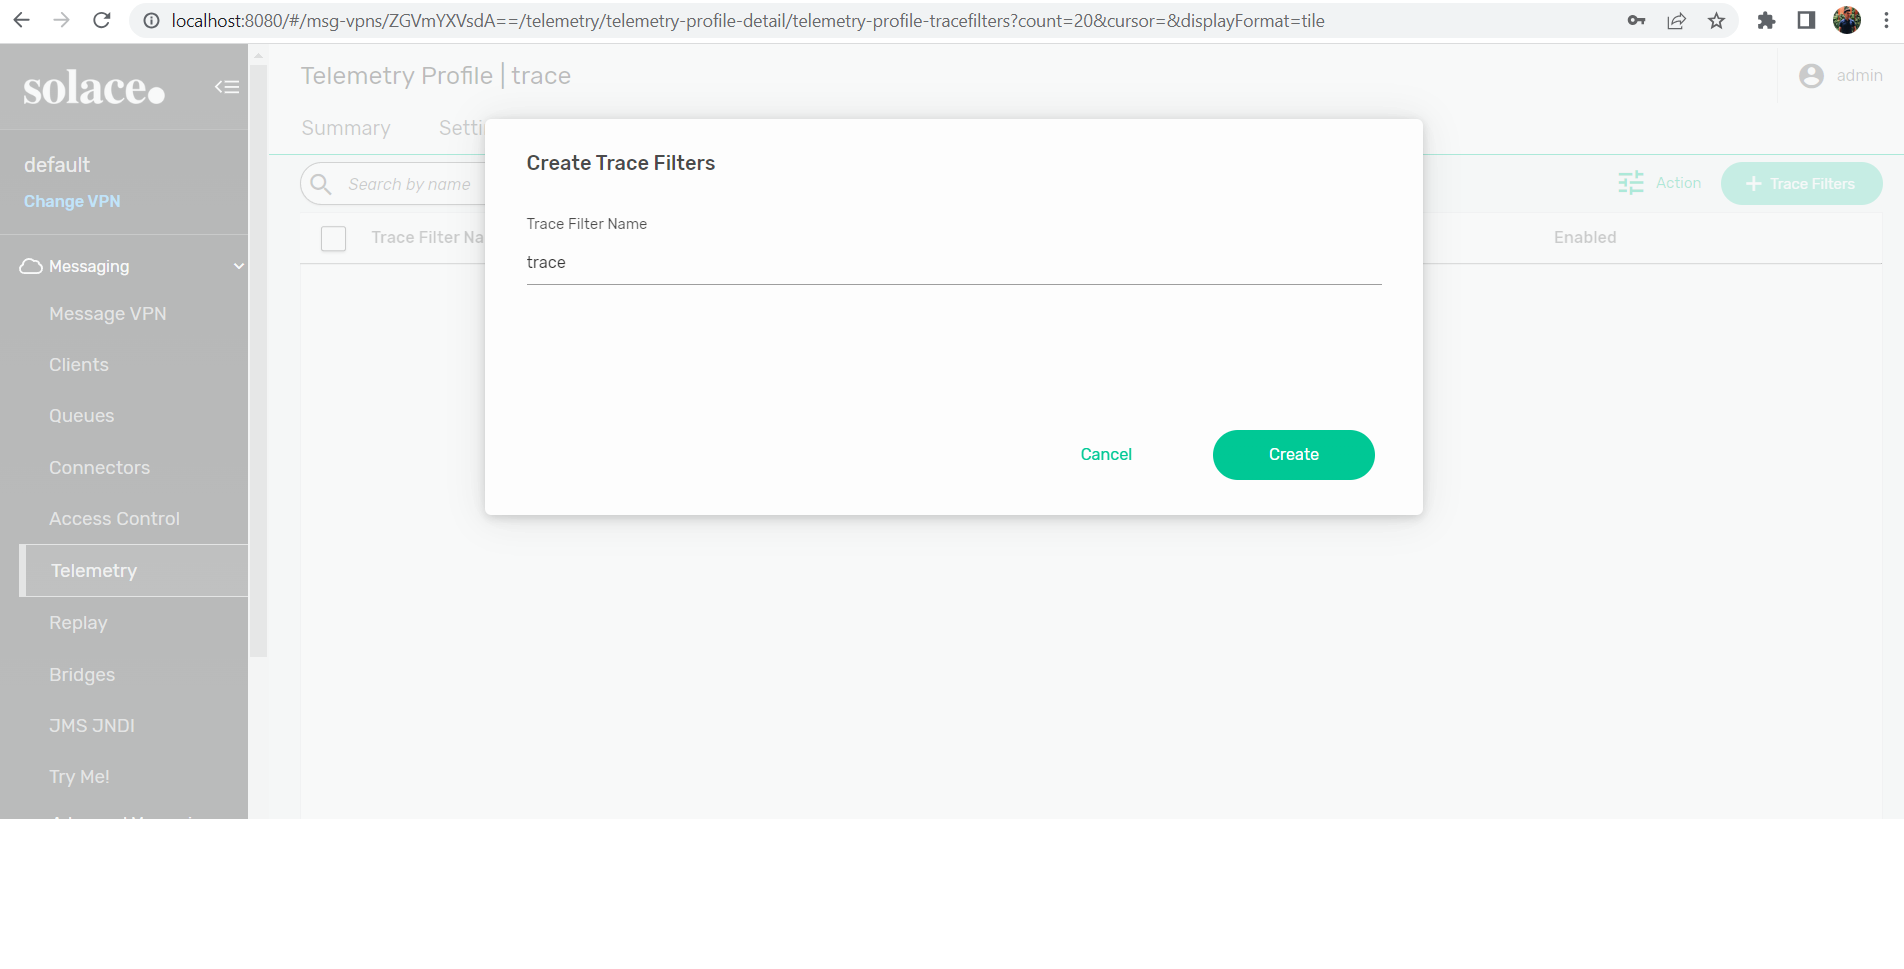 localhost:8080/#/msg-vpns/ZGVmYXVsdA==/telemetry/telemetry-profile-detail/telemetry-profile-tracefilters?count=20&cursor=&displayFormat=tile
solace.
Telemetry Profile | trace
admin
Summary
default
Change VPN
Search by name
Action
+ Trace Filters
Trace Filter
Enabled
Create Trace Filters
Trace Filter Name
trace
Cancel
Create
Messaging
Message VPN
Clients
Queues
Connectors
Access Control
Telemetry
Replay
Bridges
JMS JNDI
Try Me!